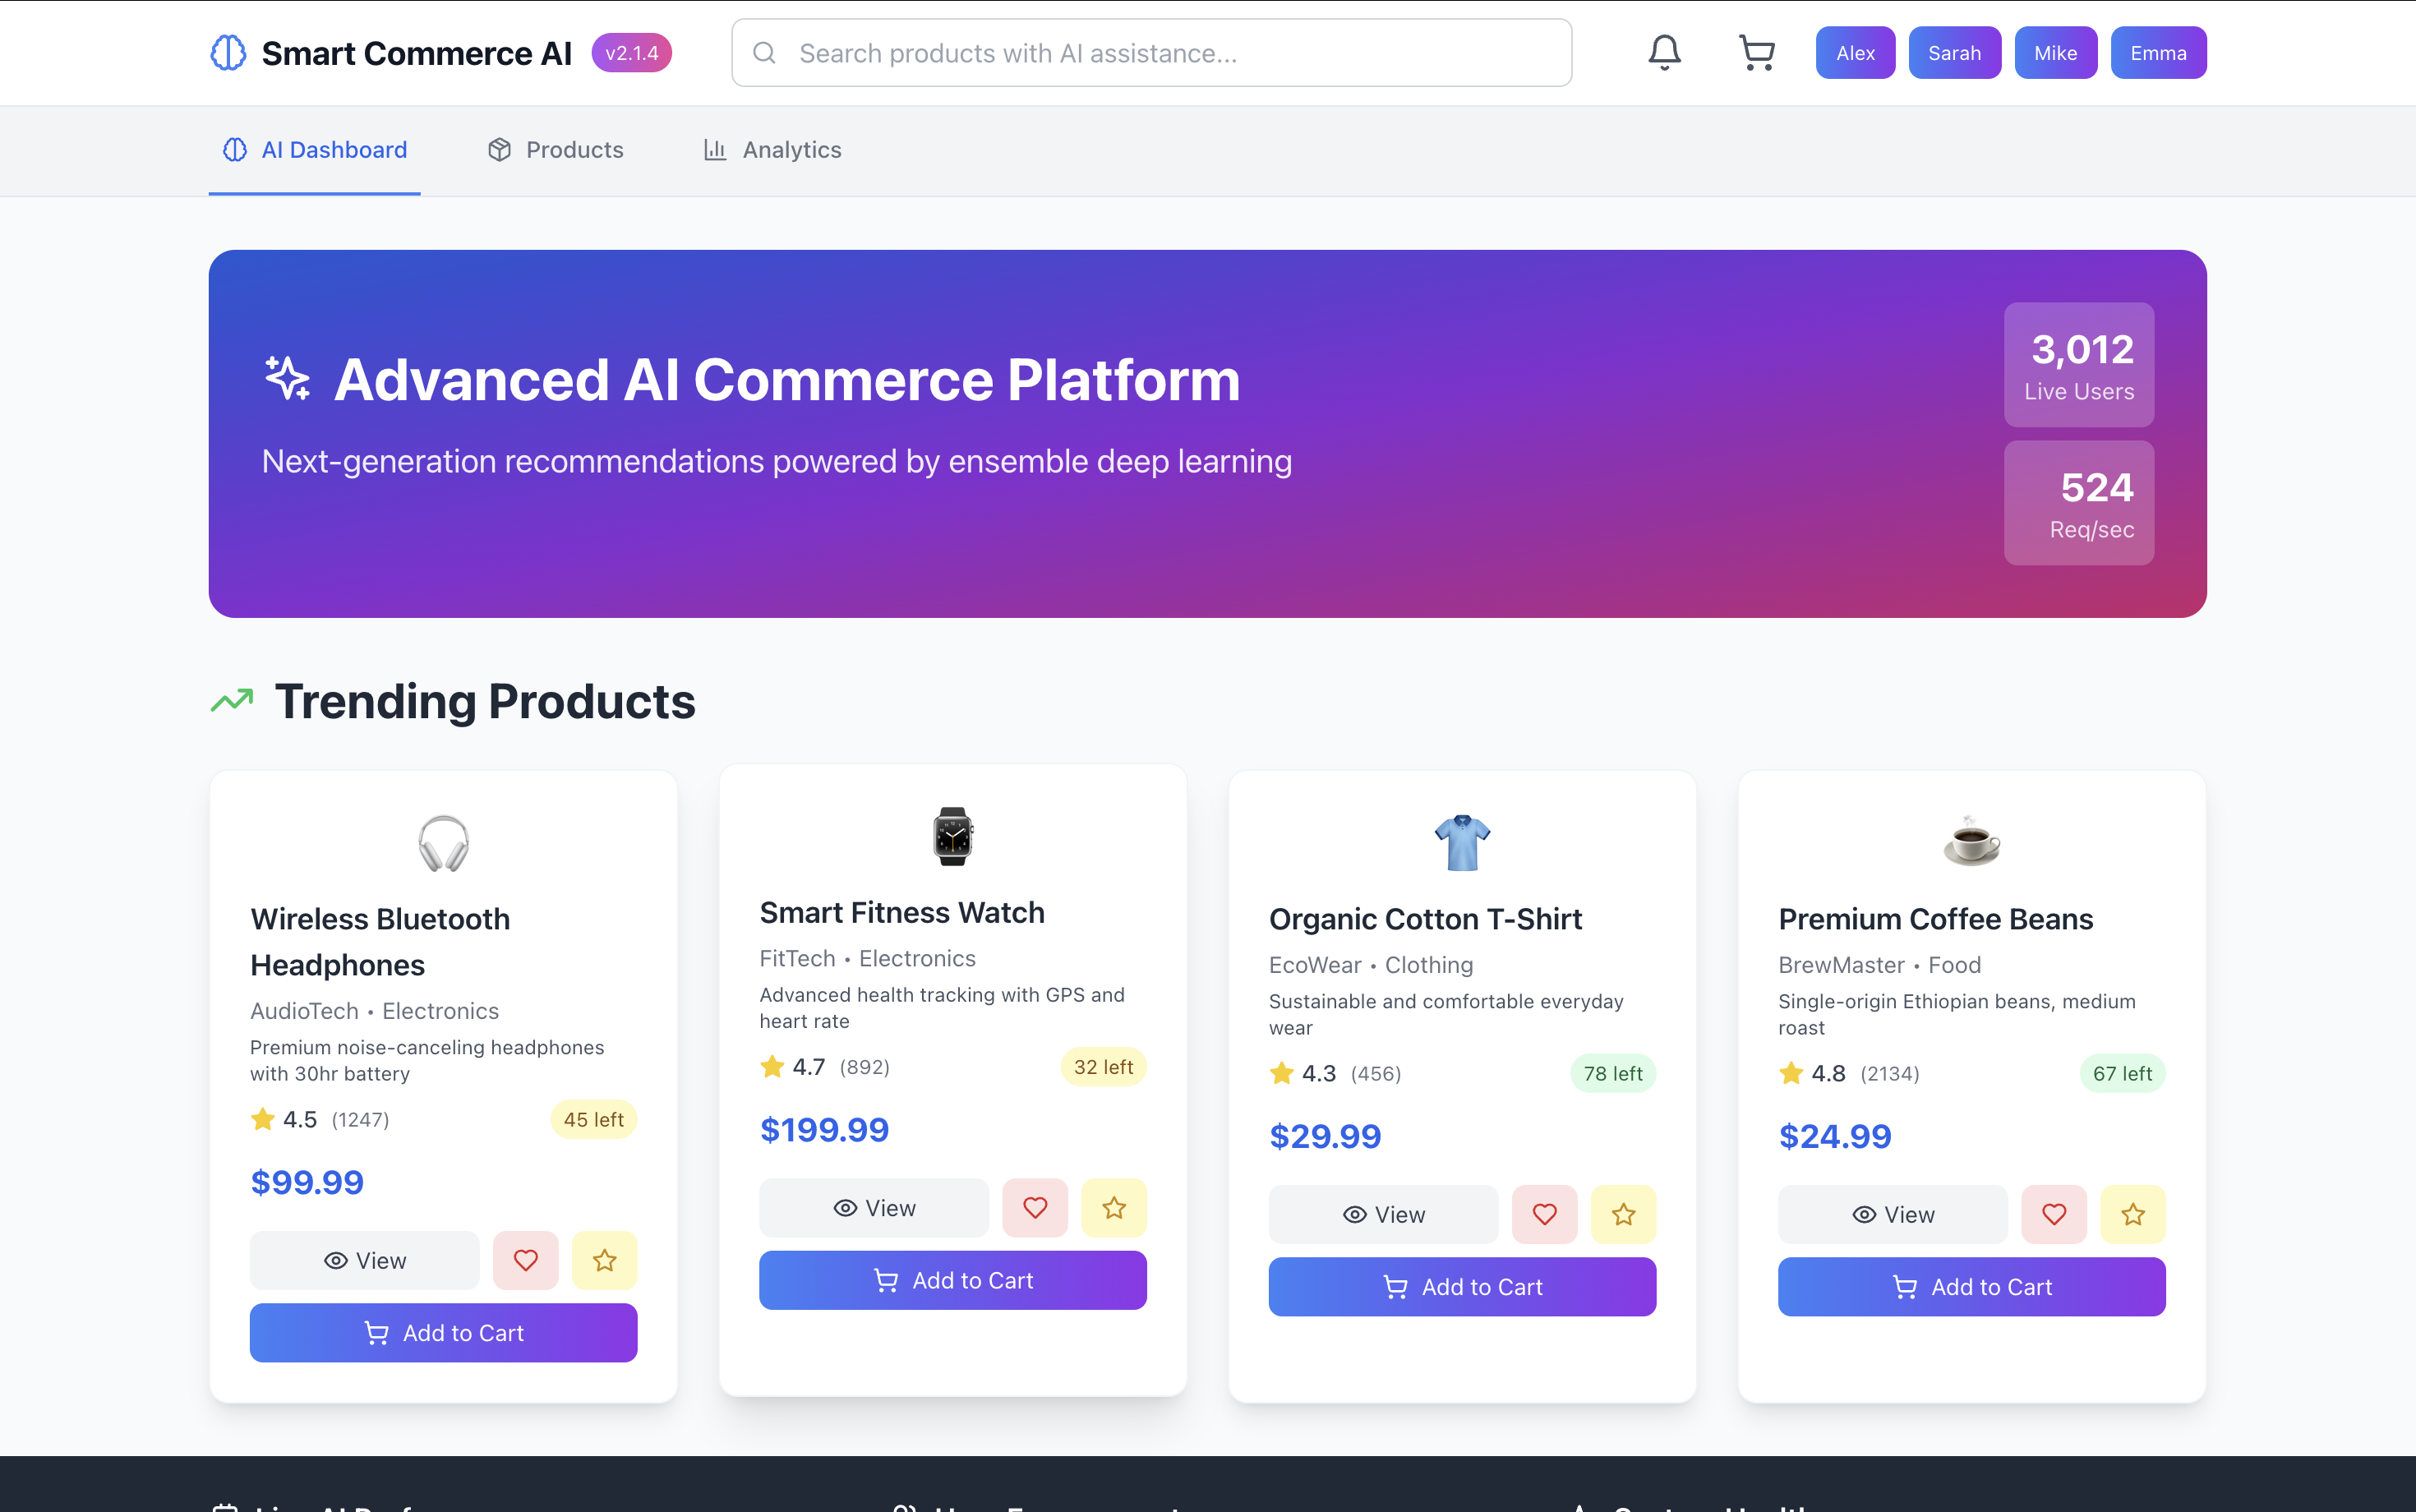 Smart Commerce AI
v2.1.4
Search products with AI assistance...
Alex
Sarah
Mike
Emma
AI Dashboard
Products
Analytics
Advanced AI Commerce Platform
Next-generation recommendations powered by ensemble deep learning
3,012
Live Users
524
Req/sec
Trending Products
Wireless Bluetooth
Headphones
AudioTech • Electronics
Premium noise-canceling headphones
with 30hr battery
4.5 (1247)
45 left
$99.99
View
Add to Cart
Smart Fitness Watch
FitTech • Electronics
Advanced health tracking with GPS and
heart rate
4.7 (892)
32 left
$199.99
View
Add to Cart
Organic Cotton T-Shirt
EcoWear • Clothing
Sustainable and comfortable everyday
wear
4.3 (456)
78 left
$29.99
View
Add to Cart
Premium Coffee Beans
BrewMaster • Food
Single-origin Ethiopian beans, medium
roast
4.8 (2134)
67 left
$24.99
View
Add to Cart